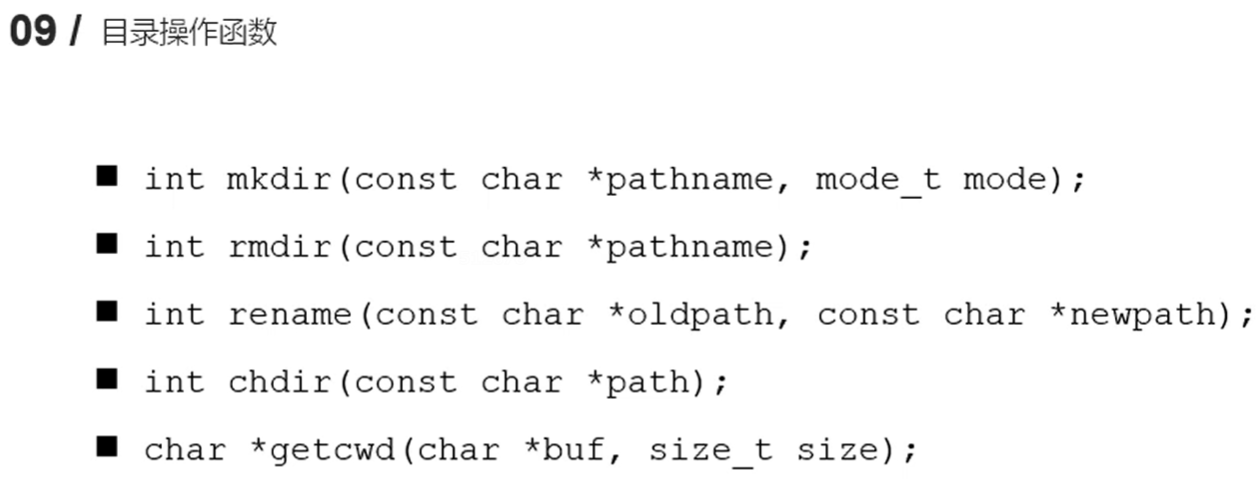 09 / 目录操作函数
■ int mkdir(const char *pathname, mode_t mode);
■ int rmdir(const char *pathname);
■ int rename(const char *oldpath, const char *newpath);
■ int chdir(const char *path);
■ char *getcwd(char *buf, size_t size);